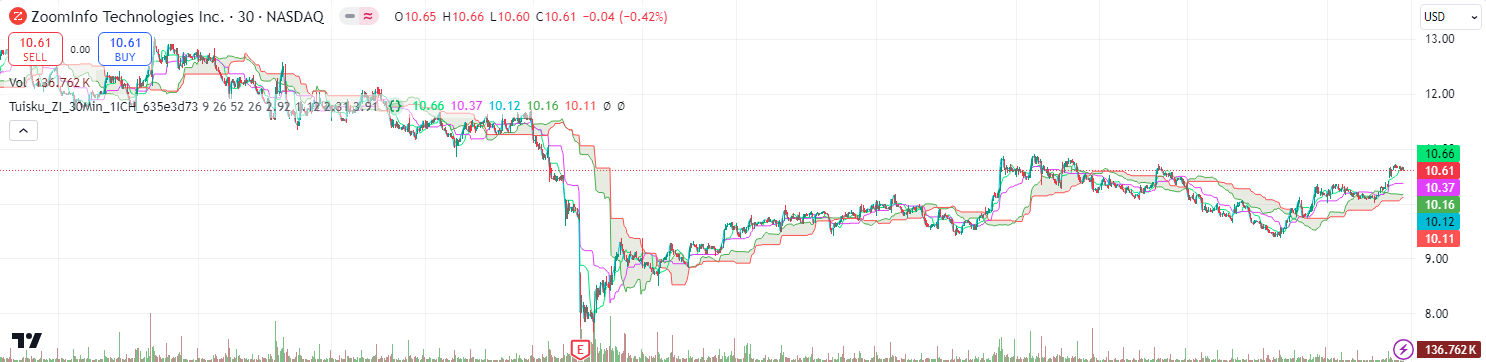 Z ZoomInfo Technologies Inc. · 30 · NASDAQ O10.65 H10.66 L10.60 C10.61 −0.04 (−0.42%)
USD
10.61 SELL
0.00
10.61 BUY
Vol 136.762 K
Tuisku_ZI_30Min_1ICH_635e3d73 9 26 52 26 2.92 1.12 2.31 3.91 {} 10.66 10.37 10.12 10.16 10.11 Ø Ø
13.00
12.00
10.66
10.61
10.37
10.16
10.12
10.11
9.00
8.00
E
136.762 K